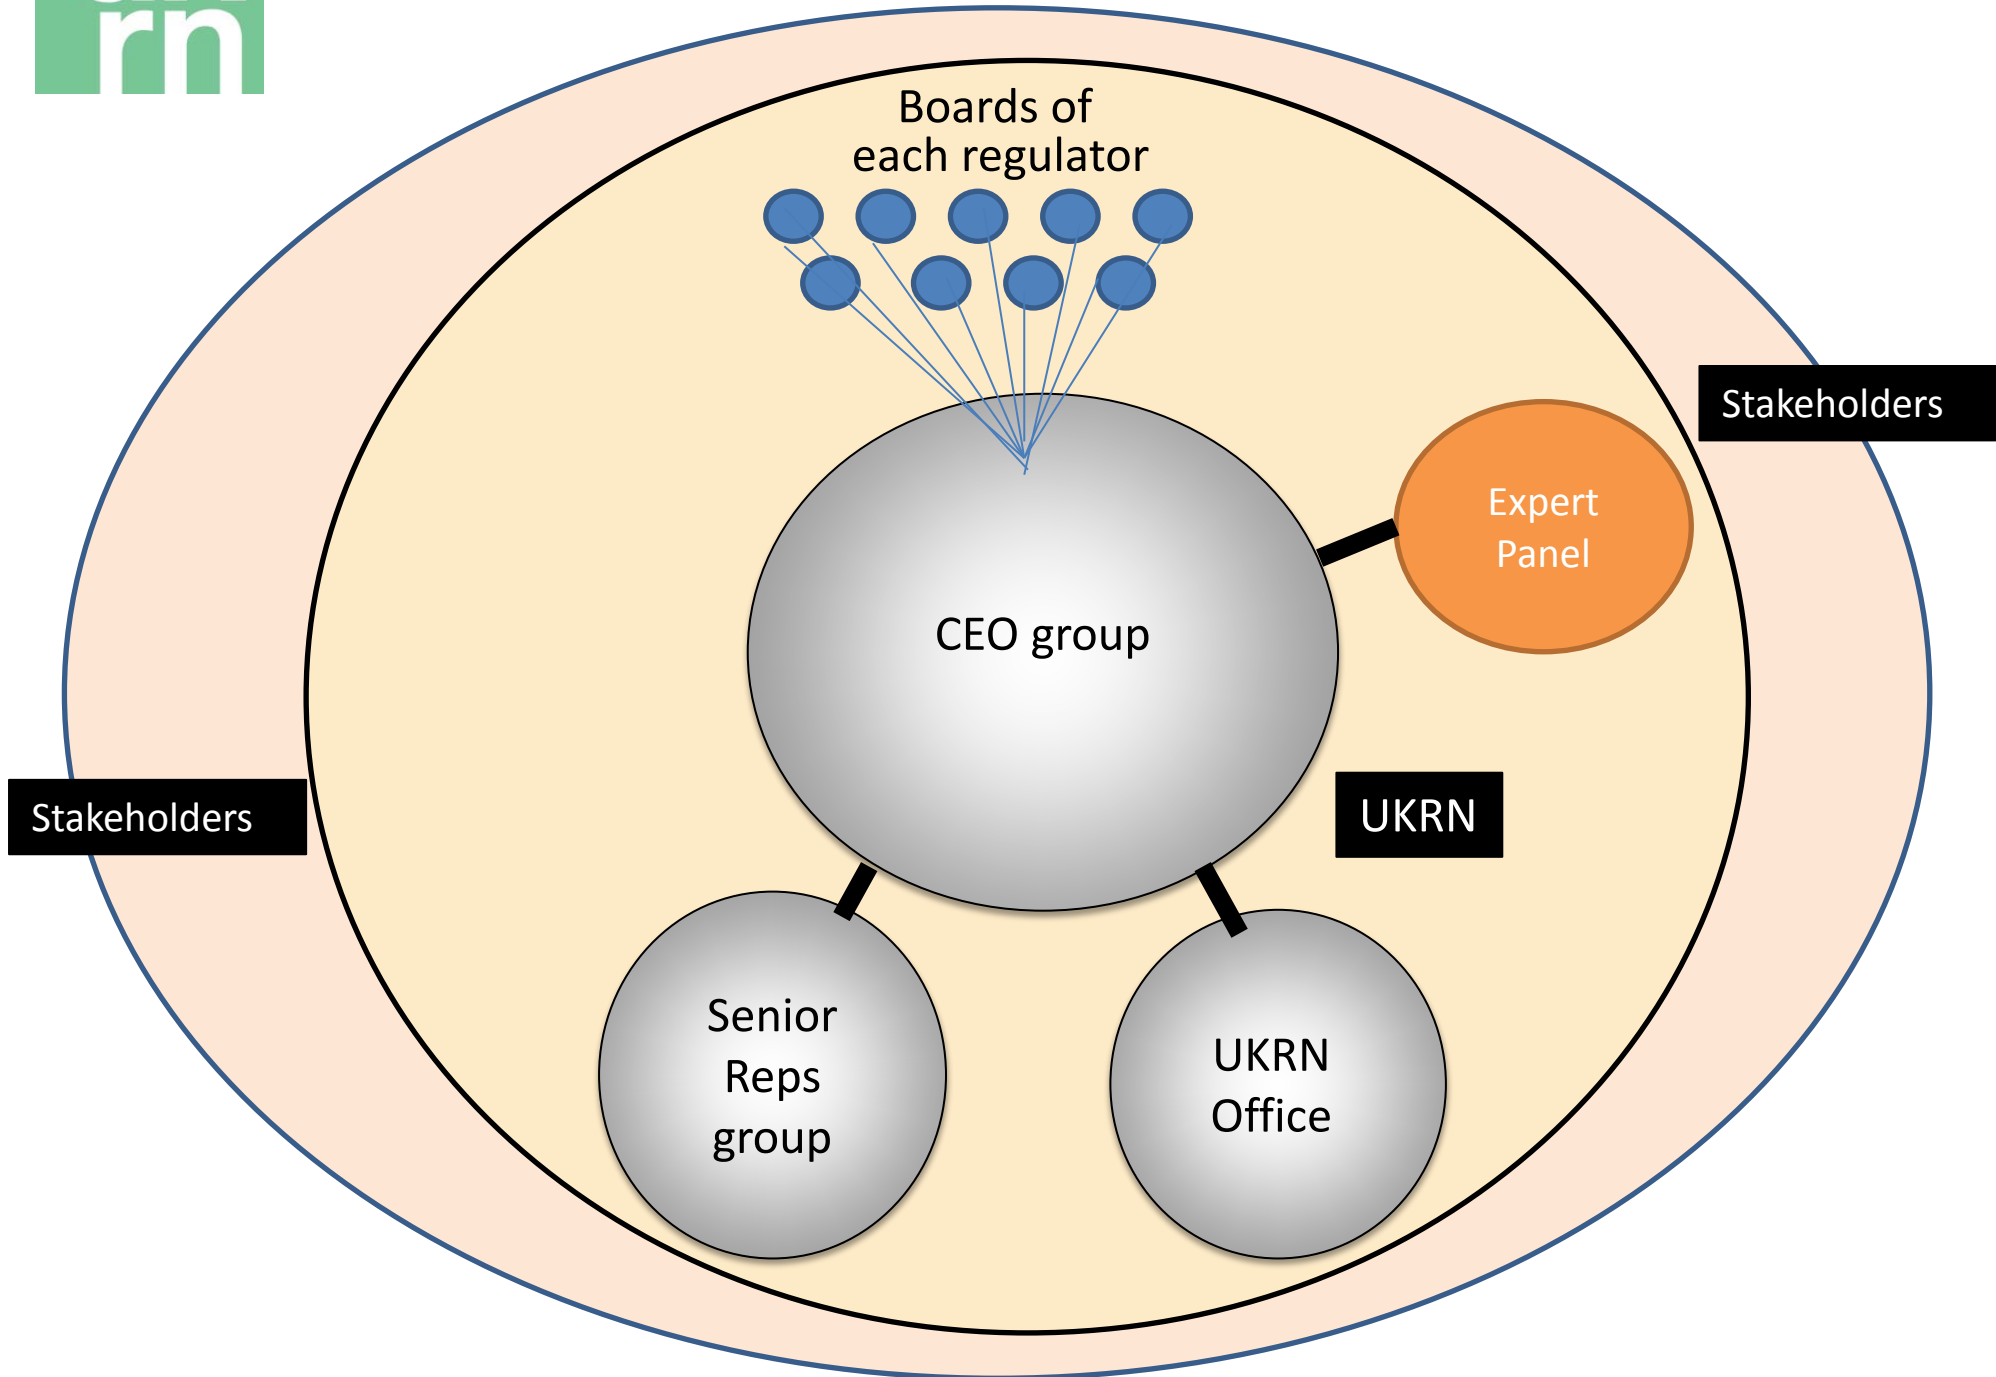 rn
Boards of
each regulator
Stakeholders
Expert
Panel
CEO group
UKRN
Stakeholders
Senior
Reps
group
UKRN
Office